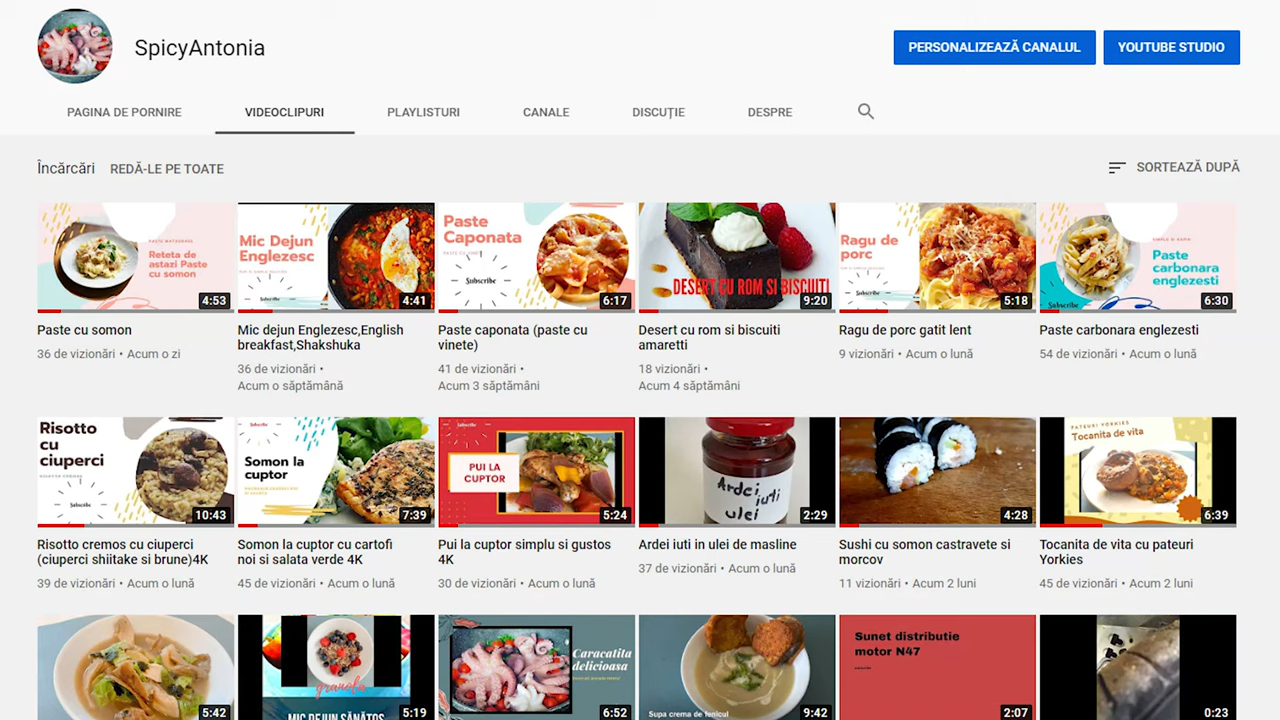 SpicyAntonia
PERSONALIZEAZĂ CANALUL
YOUTUBE STUDIO
PAGINA DE PORNIRE
VIDEOCLIPURI
PLAYLISTURI
CANALE
DISCUȚIE
DESPRE
Încărcări
REDĂ-LE PE TOATE
SORTEAZĂ DUPĂ
Reteta de
astazi Paste
cu somon
4:53
Mic Dejun
Englezesc
Subscribe
4:41
Paste
Caponata
Subscribe
6:17
DESERT CU ROM SI BISCUITI
9:20
Ragu de
porc
Subscribe
5:18
Paste
carbonara
englezesti
Subscribe
6:30
Paste cu somon
36 de vizionări • Acum o zi
Mic dejun Englezesc,English
breakfast,Shakshuka
36 de vizionări •
Acum o săptămână
Paste caponata (paste cu
vinete)
41 de vizionări •
Acum 3 săptămâni
Desert cu rom si biscuiti
amaretti
18 vizionări •
Acum 4 săptămâni
Ragu de porc gatit lent
9 vizionări • Acum o lună
Paste carbonara englezesti
54 de vizionări • Acum o lună
Risotto
cu
ciuperci
Subscribe
10:43
Somon la
cuptor
7:39
PUI LA
CUPTOR
5:24
Ardei
iuti
ulei
2:29
4:28
PATEURI YORKIES
Tocanita de vita
6:39
Risotto cremos cu ciuperci
(ciuperci shiitake si brune)4K
39 de vizionări • Acum o lună
Somon la cuptor cu cartofi
noi si salata verde 4K
45 de vizionări • Acum o lună
Pui la cuptor simplu si gustos
4K
30 de vizionări • Acum o lună
Ardei iuti in ulei de masline
37 de vizionări • Acum o lună
Sushi cu somon castravete si
morcov
11 vizionări • Acum 2 luni
Tocanita de vita cu pateuri
Yorkies
45 de vizionări • Acum 2 luni
5:42
granola
MIC DEJUN SĂNĂTOS
5:19
Caracatita
delicioasa
6:52
Supa crema de fenicul
9:42
Sunet distributie
motor N47
2:07
0:23